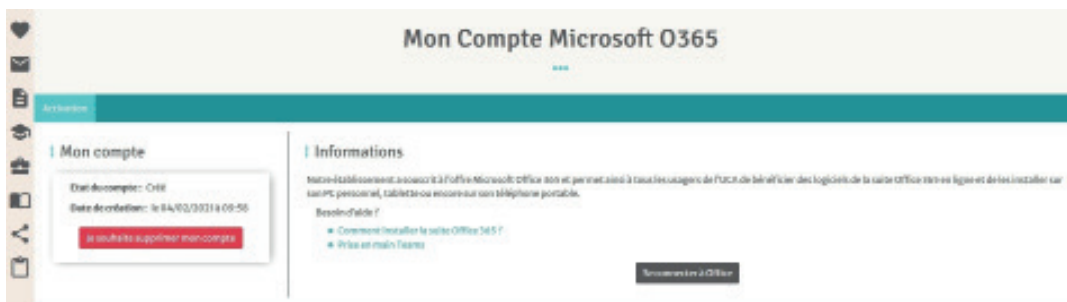 Mon Compte Microsoft O365
Activation
Mon compte
Etat du compte : Créé
Date de création : le 04/02/2021 à 09:58
Je souhaite supprimer mon compte
Informations
Notre établissement a souscrit à l'offre Microsoft Office 365 et permet ainsi à tous les usagers de l'UCA de bénéficier des logiciels de la suite Office 365 en ligne et de les installer sur
son PC personnel, tablette ou encore sur son téléphone portable.
Besoin d'aide ?
Comment installer la suite Office 365 ?
Prise en main Teams
Se connecter à Office